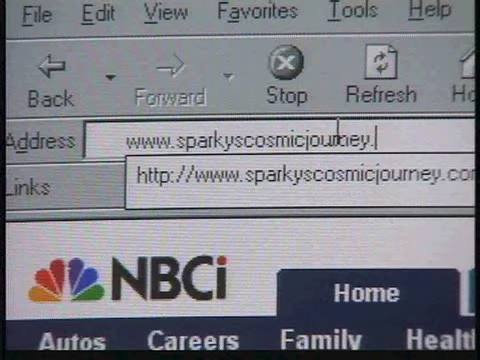 File Edit View Favorites Tools Help
Back Forward Stop Refresh
Address www.sparkyscosmicjourney.
http://www.sparkyscosmicjourney.com
Links
NBCi
Home
Autos Careers Family Health